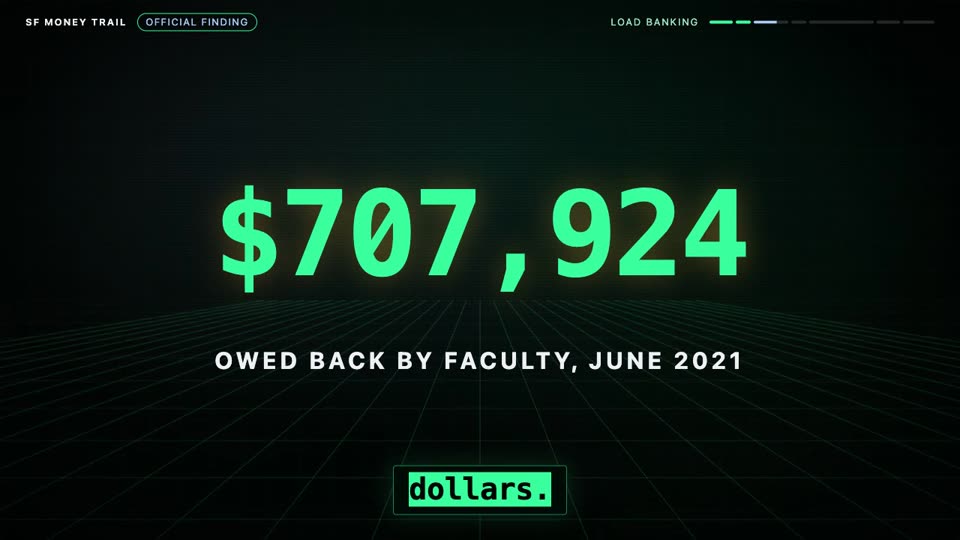 SF MONEY TRAIL
OFFICIAL FINDING
LOAD BANKING
$707,924
OWED BACK BY FACULTY, JUNE 2021
dollars.